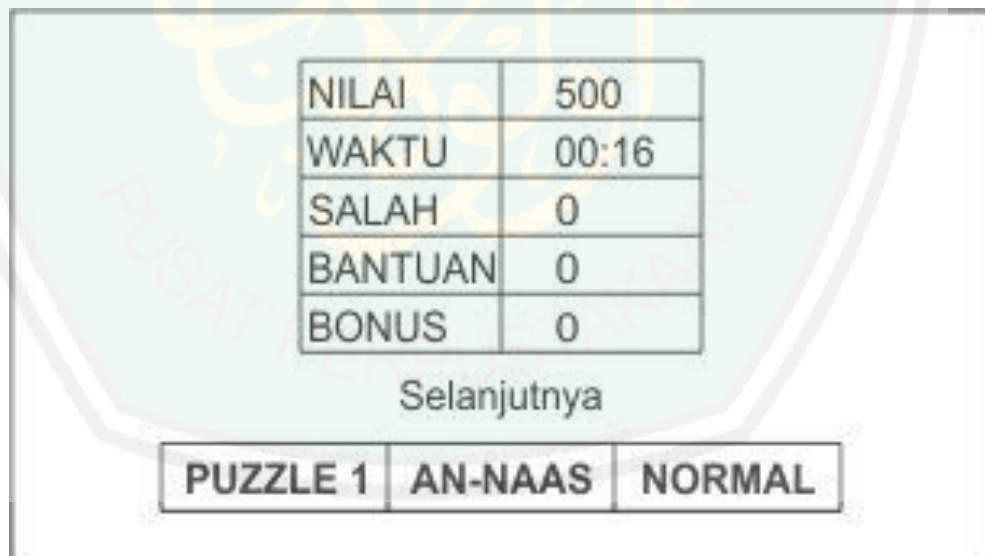 NILAI 500
WAKTU 00:16
SALAH 0
BANTUAN 0
BONUS 0
Selanjutnya
PUZZLE 1 AN-NAAS NORMAL